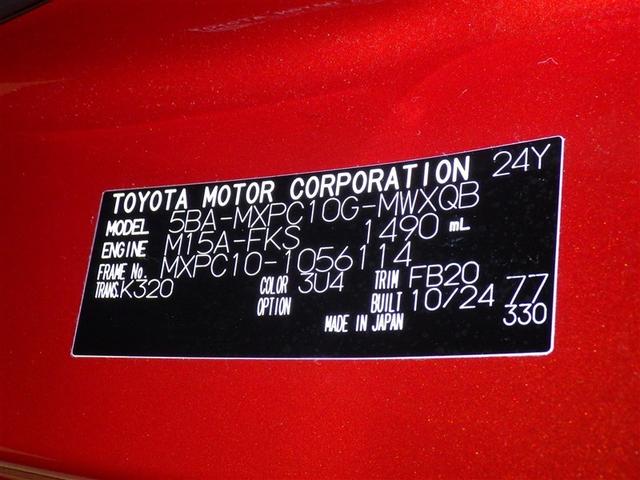 TOYOTA MOTOR CORPORATION 24Y
MODEL 5BA-MXPC10G-MWXQB
ENGINE M15A-FKS 1490 mL
FRAME No. MXPC10-1056114
TRANS. K320 COLOR 3U4 TRIM FB20
OPTION BUILT 10/24 77
MADE IN JAPAN 330